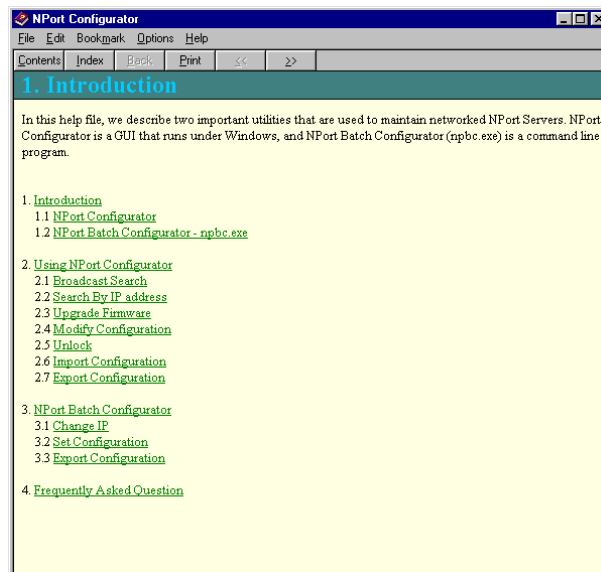 NPort Configurator
File Edit Bookmark Options Help
Contents Index Back Print << >>
1. Introduction
In this help file, we describe two important utilities that are used to maintain networked NPort Servers. NPort
Configurator is a GUI that runs under Windows, and NPort Batch Configurator (npbc.exe) is a command line
program.
1. Introduction
1.1 NPort Configurator
1.2 NPort Batch Configurator - npbc.exe
2. Using NPort Configurator
2.1 Broadcast Search
2.2 Search By IP address
2.3 Upgrade Firmware
2.4 Modify Configuration
2.5 Unlock
2.6 Import Configuration
2.7 Export Configuration
3. NPort Batch Configurator
3.1 Change IP
3.2 Set Configuration
3.3 Export Configuration
4. Frequently Asked Question